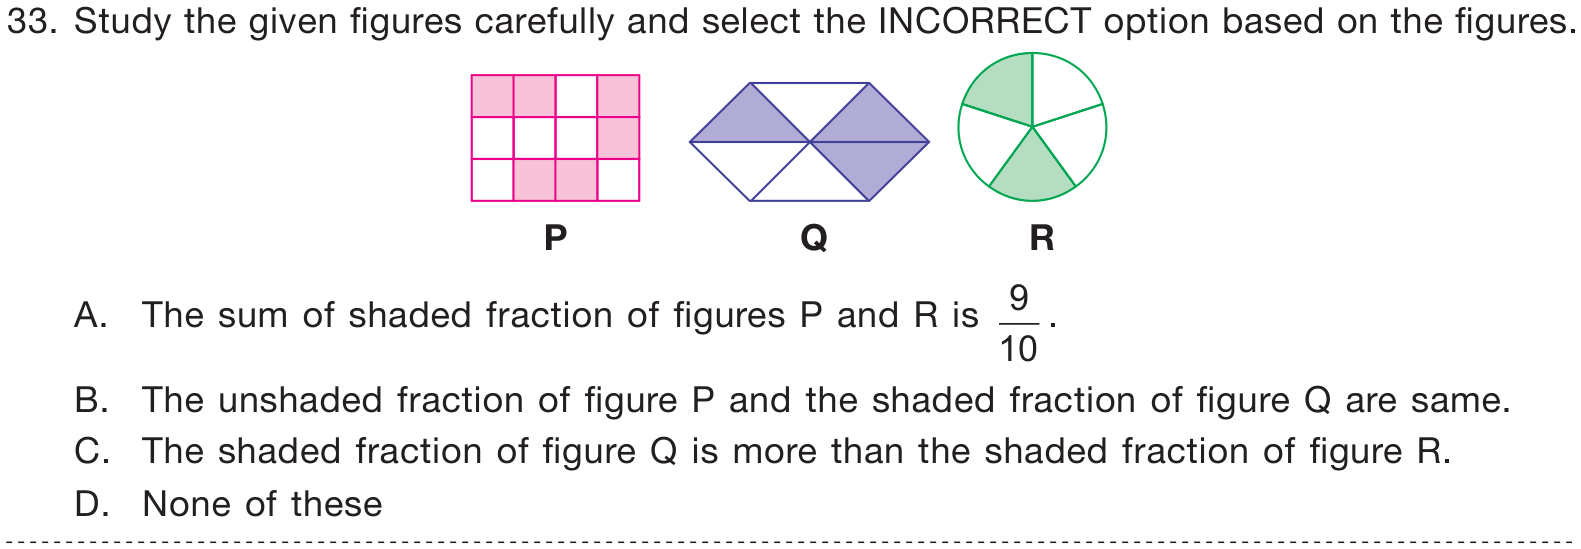 33. Study the given figures carefully and select the INCORRECT option based on the figures.
P Q R
A. The sum of shaded fraction of figures P and R is 9/10.
B. The unshaded fraction of figure P and the shaded fraction of figure Q are same.
C. The shaded fraction of figure Q is more than the shaded fraction of figure R.
D. None of these